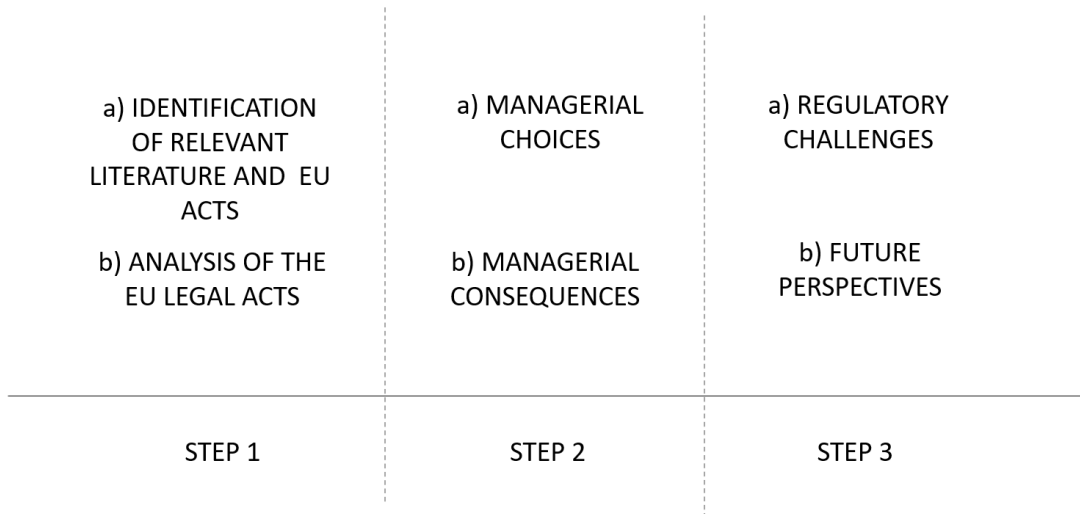 a) IDENTIFICATION
OF RELEVANT
LITERATURE AND EU
ACTS
b) ANALYSIS OF THE
EU LEGAL ACTS
a) MANAGERIAL
CHOICES
b) MANAGERIAL
CONSEQUENCES
a) REGULATORY
CHALLENGES
b) FUTURE
PERSPECTIVES
STEP 1
STEP 2
STEP 3